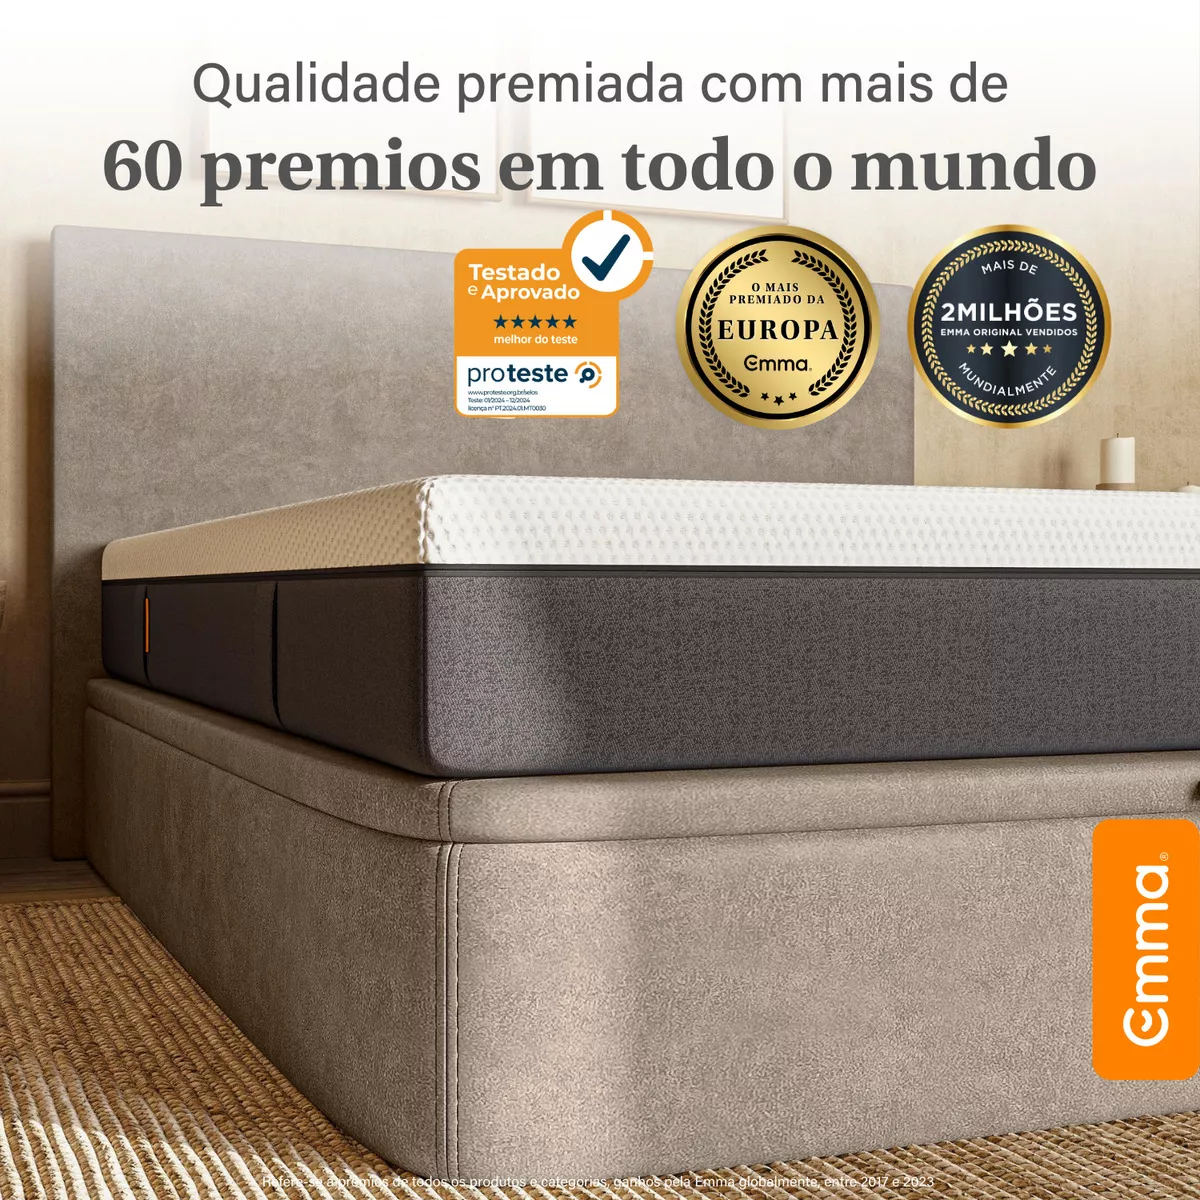 Qualidade premiada com mais de
60 premios em todo o mundo
Testado
e Aprovado
melhor do teste
proteste
www.proteste.org.br/selos
Teste: 01/2024 - 12/2024
licença nº PT.2024.01.MT0030
O MAIS
PREMIADO DA
EUROPA
emma®
MAIS DE
2MILHÕES
EMMA ORIGINAL VENDIDOS
MUNDIALMENTE
emma®
Refere-se a prêmios de todos os produtos e categorias, ganhos pela Emma globalmente, entre 2017 e 2023